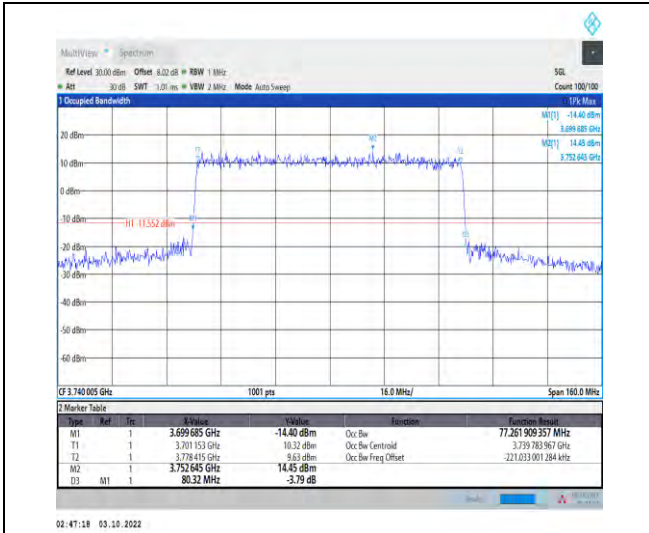 MultiView Spectrum
Ref Level 30.00 dBm Offset 8.02 dB RBW 1 MHz SGL
Att 30 dB SWT 1.01 ms VBW 2 MHz Mode Auto Sweep Count 100/100
1 Occupied Bandwidth 1Pk Max
M1[1] -14.40 dBm
3.699 685 GHz
M2[1] 14.45 dBm
3.752 645 GHz
20 dBm
M2
T1
T2
10 dBm
0 dBm
-10 dBm
M1
H1 -11.552 dBm
D3
-20 dBm
-30 dBm
-40 dBm
-50 dBm
-60 dBm
CF 3.740 005 GHz 1001 pts 16.0 MHz/ Span 160.0 MHz
2 Marker Table
Type Ref Trc X-Value Y-Value Function Function Result
M1 1 3.699 685 GHz -14.40 dBm Occ Bw 77.261 909 357 MHz
T1 1 3.701 153 GHz 10.32 dBm Occ Bw Centroid 3.739 783 967 GHz
T2 1 3.778 415 GHz 9.63 dBm Occ Bw Freq Offset -221.033 001 284 kHz
M2 1 3.752 645 GHz 14.45 dBm
D3 M1 1 80.32 MHz -3.79 dB
02:47:18 03.10.2022